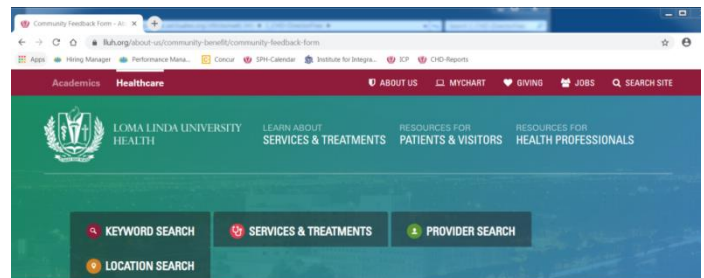 Community Feedback Form - A
lluh.org/about-us/community-benefit/community-feedback-form
Apps Hiring Manager Performance Mana... Concur SPH-Calendar Institute for Integra... ICP CHD-Reports
Academics Healthcare ABOUT US MYCHART GIVING JOBS SEARCH SITE
LOMA LINDA UNIVERSITY
HEALTH
LEARN ABOUT
SERVICES & TREATMENTS
RESOURCES FOR
PATIENTS & VISITORS
RESOURCES FOR
HEALTH PROFESSIONALS
KEYWORD SEARCH SERVICES & TREATMENTS PROVIDER SEARCH
LOCATION SEARCH